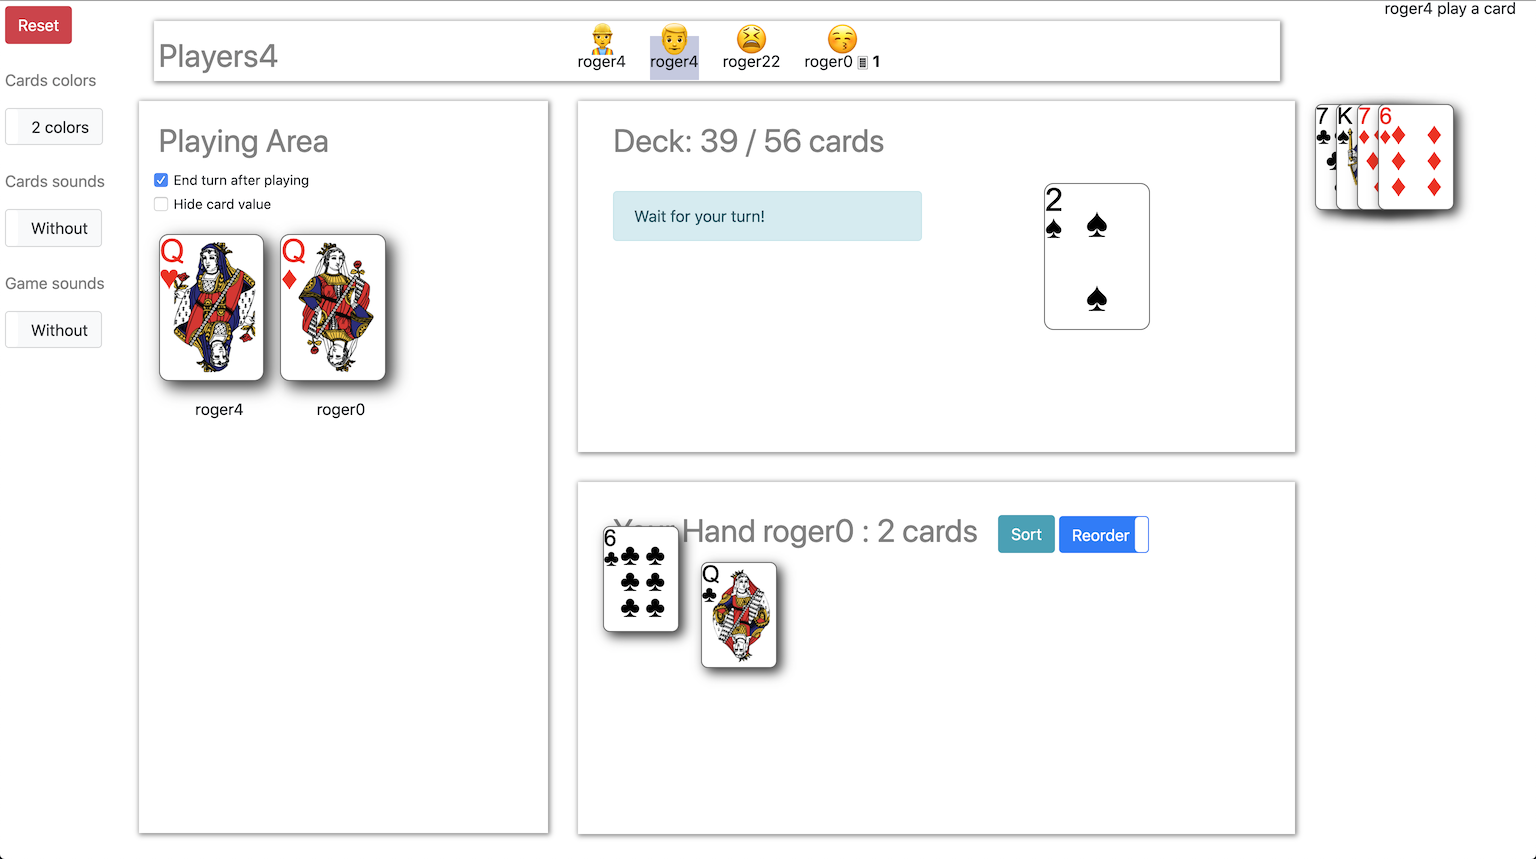 Reset
roger4 play a card
Players4
roger4
roger4
roger22
roger0 1
Cards colors
2 colors
Cards sounds
Without
Game sounds
Without
Playing Area
End turn after playing
Hide card value
Q
Q
roger4
roger0
Deck: 39 / 56 cards
Wait for your turn!
2
7
K
7
6
Your Hand roger0 : 2 cards
Sort
Reorder
6
Q